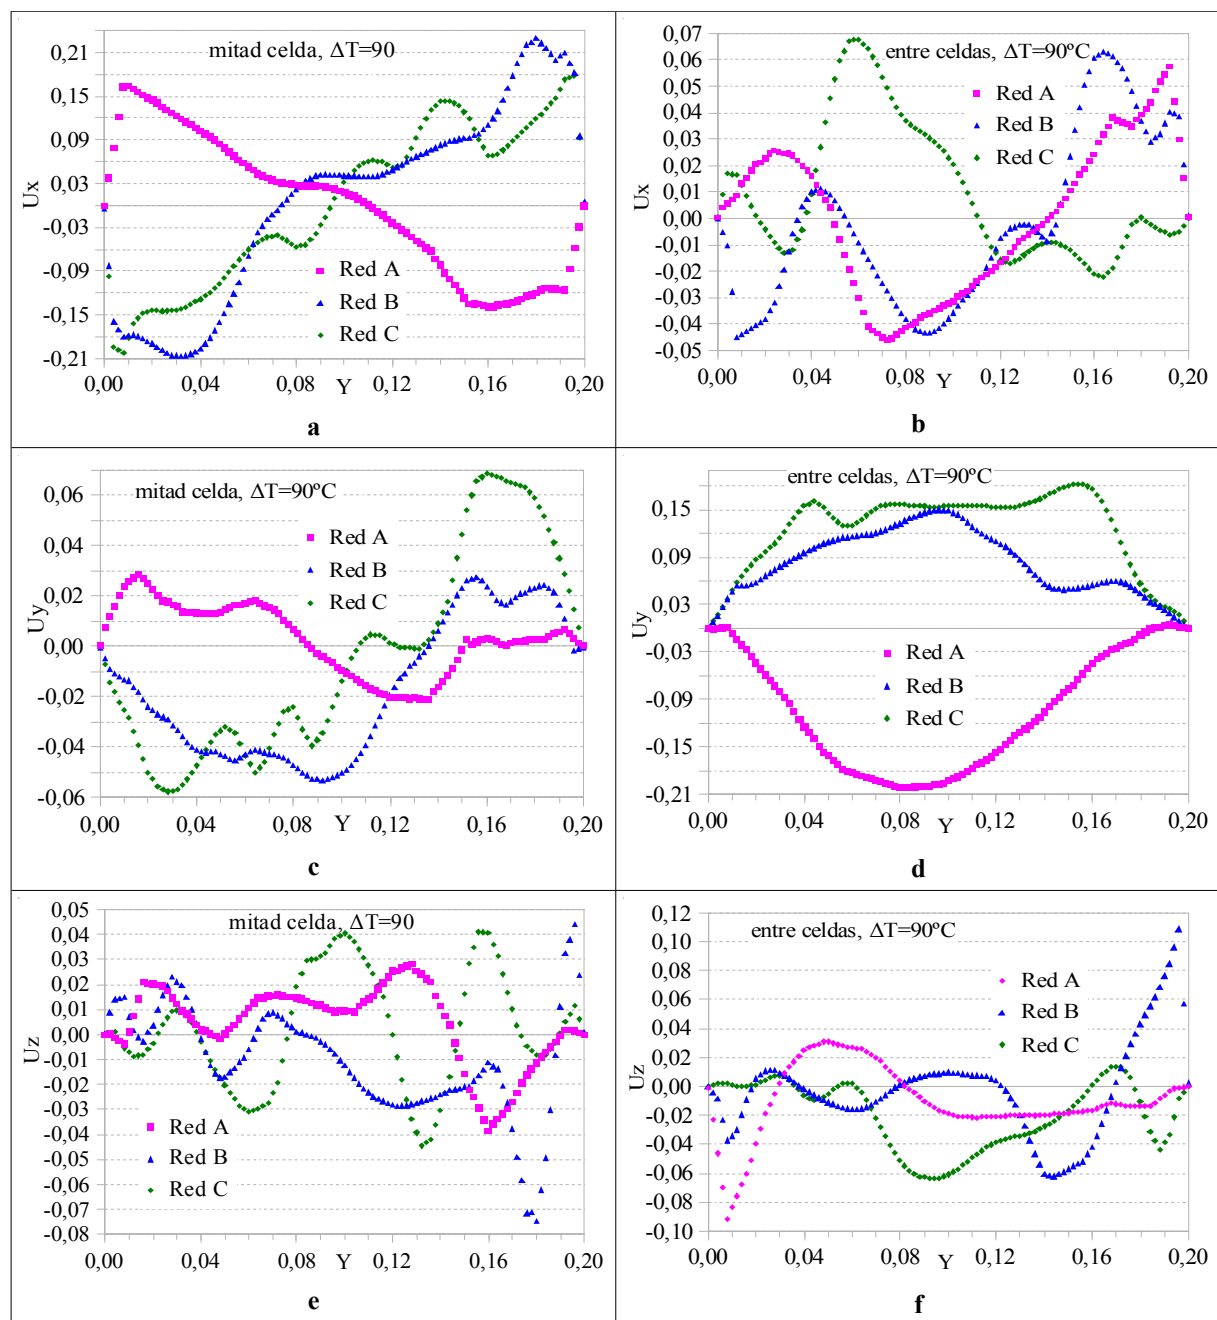 mitad celda, ΔT=90
Ux
0,21
0,15
0,09
0,03
-0,03
-0,09
-0,15
-0,21
Red A
Red B
Red C
0,00 0,04 0,08 0,12 0,16 0,20
Y
a
entre celdas, ΔT=90ºC
Ux
0,07
0,06
0,05
0,04
0,03
0,02
0,01
0,00
-0,01
-0,02
-0,03
-0,04
-0,05
Red A
Red B
Red C
0,00 0,04 0,08 0,12 0,16 0,20
Y
b
mitad celda, ΔT=90ºC
Uy
0,06
0,04
0,02
0,00
-0,02
-0,04
-0,06
Red A
Red B
Red C
0,00 0,04 0,08 0,12 0,16 0,20
Y
c
entre celdas, ΔT=90ºC
Uy
0,15
0,09
0,03
-0,03
-0,09
-0,15
-0,21
Red A
Red B
Red C
0,00 0,04 0,08 0,12 0,16 0,20
Y
d
mitad celda, ΔT=90
Uz
0,05
0,04
0,03
0,02
0,01
0,00
-0,01
-0,02
-0,03
-0,04
-0,05
-0,06
-0,07
-0,08
Red A
Red B
Red C
0,00 0,04 0,08 0,12 0,16 0,20
Y
e
entre celdas, ΔT=90ºC
Uz
0,12
0,10
0,08
0,06
0,04
0,02
0,00
-0,02
-0,04
-0,06
-0,08
-0,10
Red A
Red B
Red C
0,00 0,04 0,08 0,12 0,16 0,20
Y
f